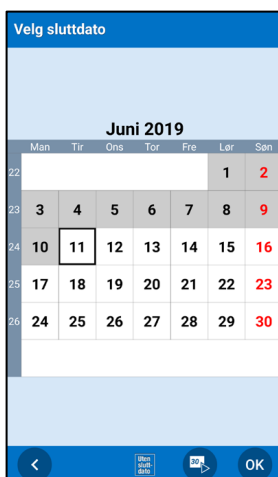 Velg sluttdato
Juni 2019
Man Tir Ons Tor Fre Lør Søn
22 1 2
23 3 4 5 6 7 8 9
24 10 11 12 13 14 15 16
25 17 18 19 20 21 22 23
26 24 25 26 27 28 29 30
Uten
slutt-
dato
30
OK